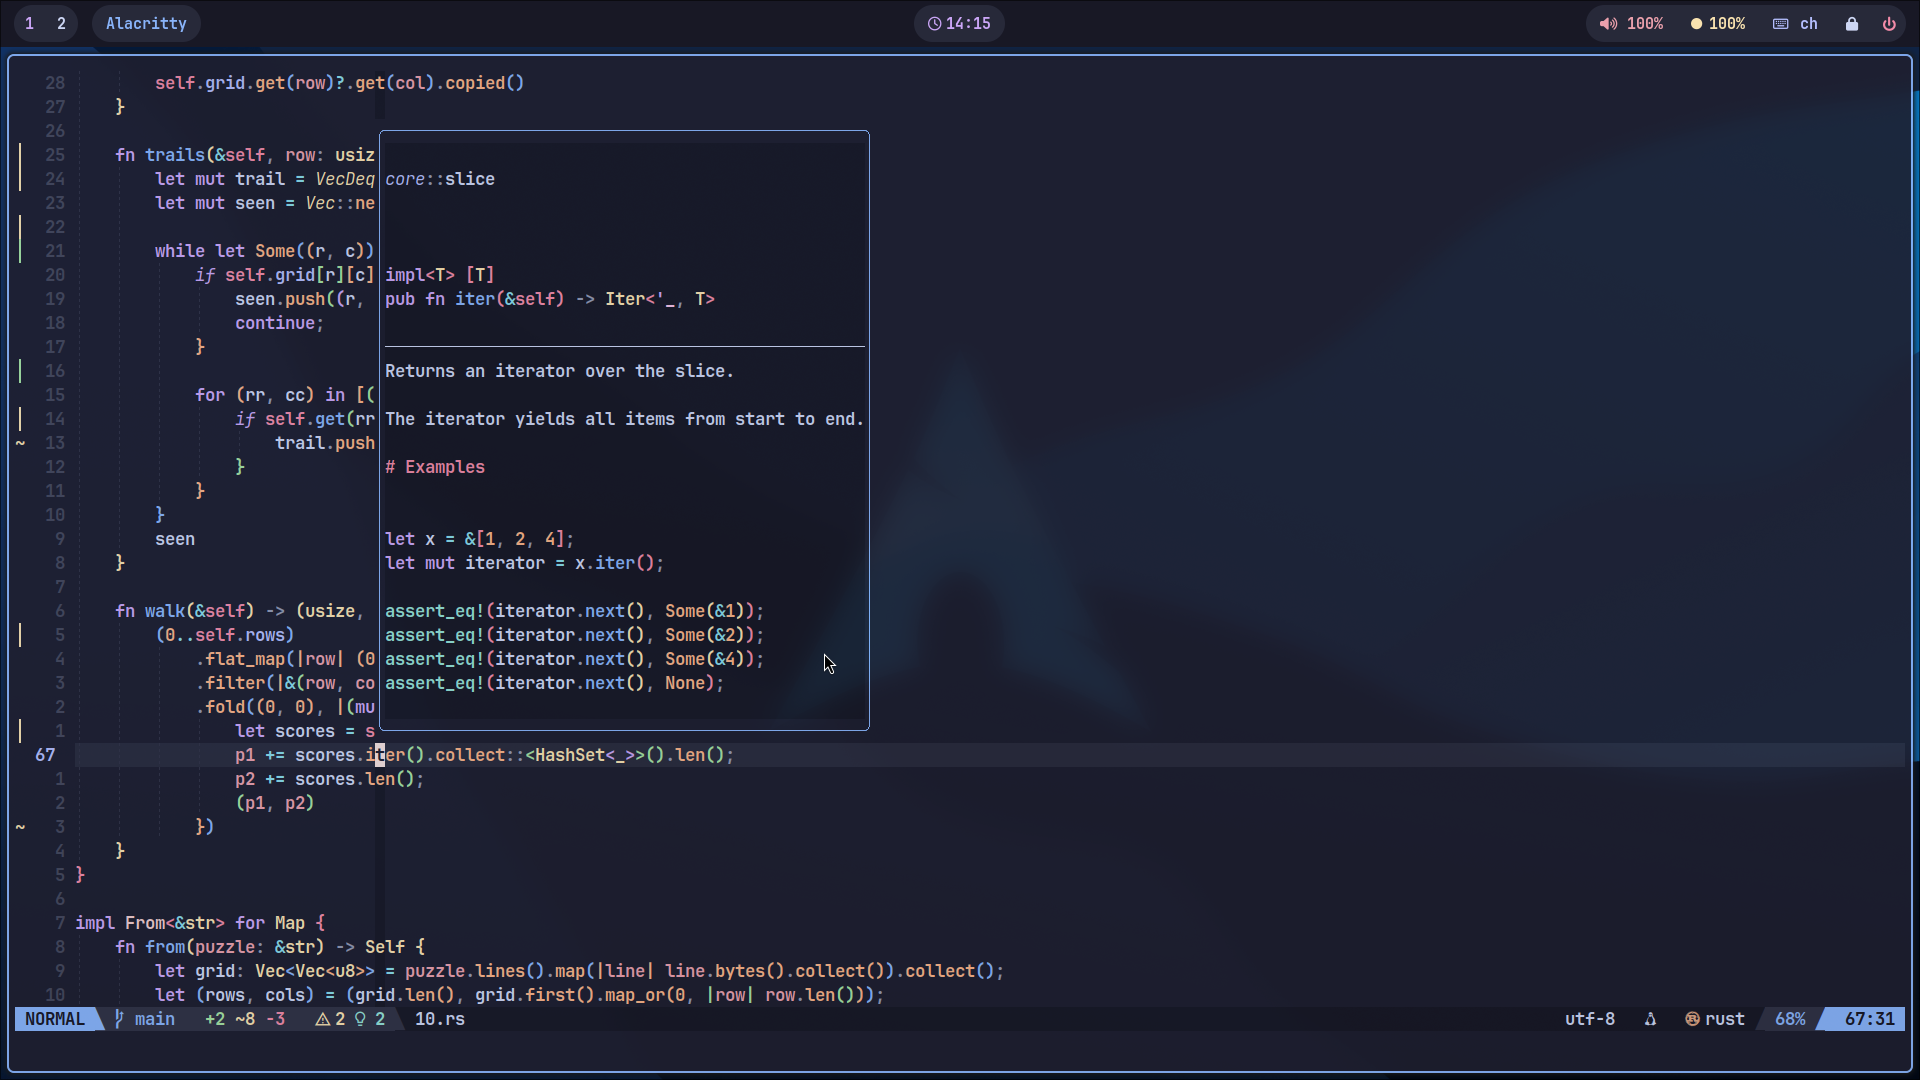 1 2 Alacritty 14:15 100% 100% ch
28 self.grid.get(row)?.get(col).copied()
27 }
26
25 fn trails(&self, row: usiz
24 let mut trail = VecDeq core::slice
23 let mut seen = Vec::ne
22
21 while let Some((r, c))
20 if self.grid[r][c] impl<T> [T]
19 seen.push((r, pub fn iter(&self) -> Iter<'_, T>
18 continue;
17 }
16 Returns an iterator over the slice.
15 for (rr, cc) in [(
14 if self.get(rr The iterator yields all items from start to end.
~ 13 trail.push
12 } # Examples
11 }
10 }
9 seen let x = &[1, 2, 4];
8 } let mut iterator = x.iter();
7
6 fn walk(&self) -> (usize, assert_eq!(iterator.next(), Some(&1));
5 (0..self.rows) assert_eq!(iterator.next(), Some(&2));
4 .flat_map(|row| (0 assert_eq!(iterator.next(), Some(&4));
3 .filter(|&(row, co assert_eq!(iterator.next(), None);
2 .fold((0, 0), |(mu
1 let scores = s
67 p1 += scores.iter().collect::<HashSet<_>>().len();
1 p2 += scores.len();
2 (p1, p2)
~ 3 })
4 }
5 }
6
7 impl From<&str> for Map {
8 fn from(puzzle: &str) -> Self {
9 let grid: Vec<Vec<u8>> = puzzle.lines().map(|line| line.bytes().collect()).collect();
10 let (rows, cols) = (grid.len(), grid.first().map_or(0, |row| row.len()));
NORMAL main +2 ~8 -3 2 2 10.rs utf-8 rust 68% 67:31